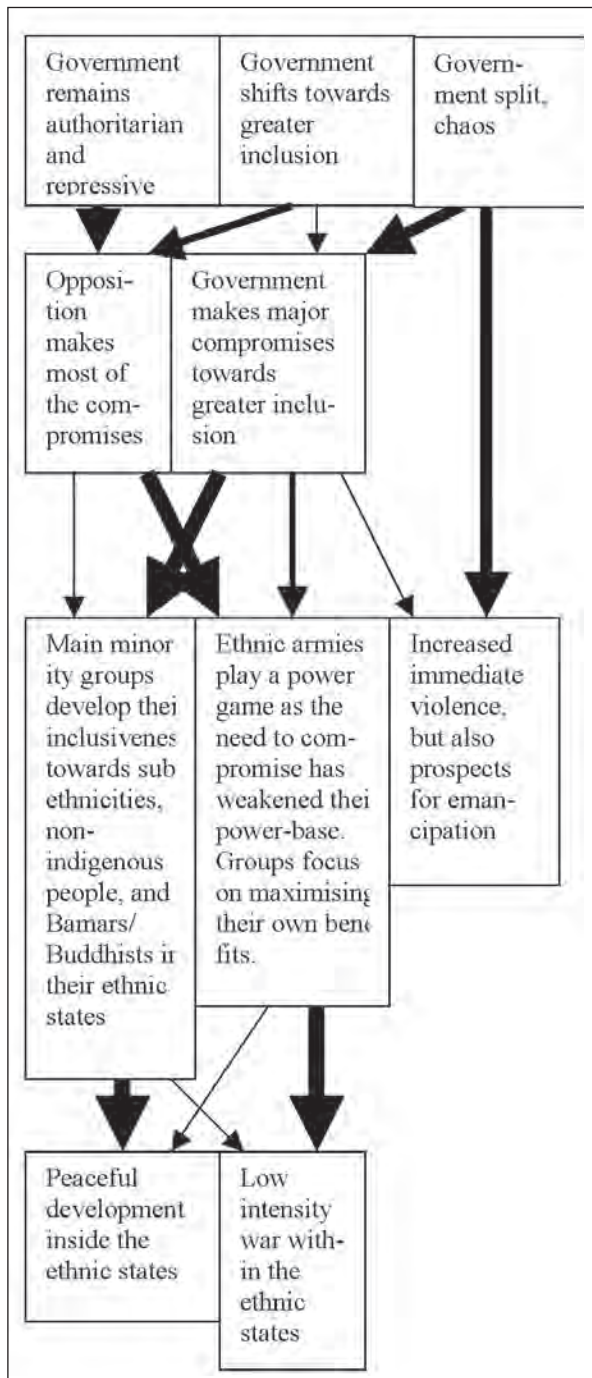 Government
remains
authoritarian
and
repressive
Government
shifts towards
greater
inclusion
Govern-
ment split,
chaos
Opposi-
tion
makes
most of
the com-
promises
Government
makes major
compromises
towards
greater inclu-
sion
Main minor
ity groups
develop thei
inclusivenes
towards sub
ethnicities,
non-
indigenous
people, and
Bamars/
Buddhists in
their ethnic
states
Ethnic armies
play a power
game as the
need to com-
promise has
weakened thei
power-base.
Groups focus
on maximising
their own bene
fits.
Increased
immediate
violence,
but also
prospects
for eman-
cipation
Peaceful
development
inside the
ethnic states
Low
intensity
war with-
in the
ethnic
states